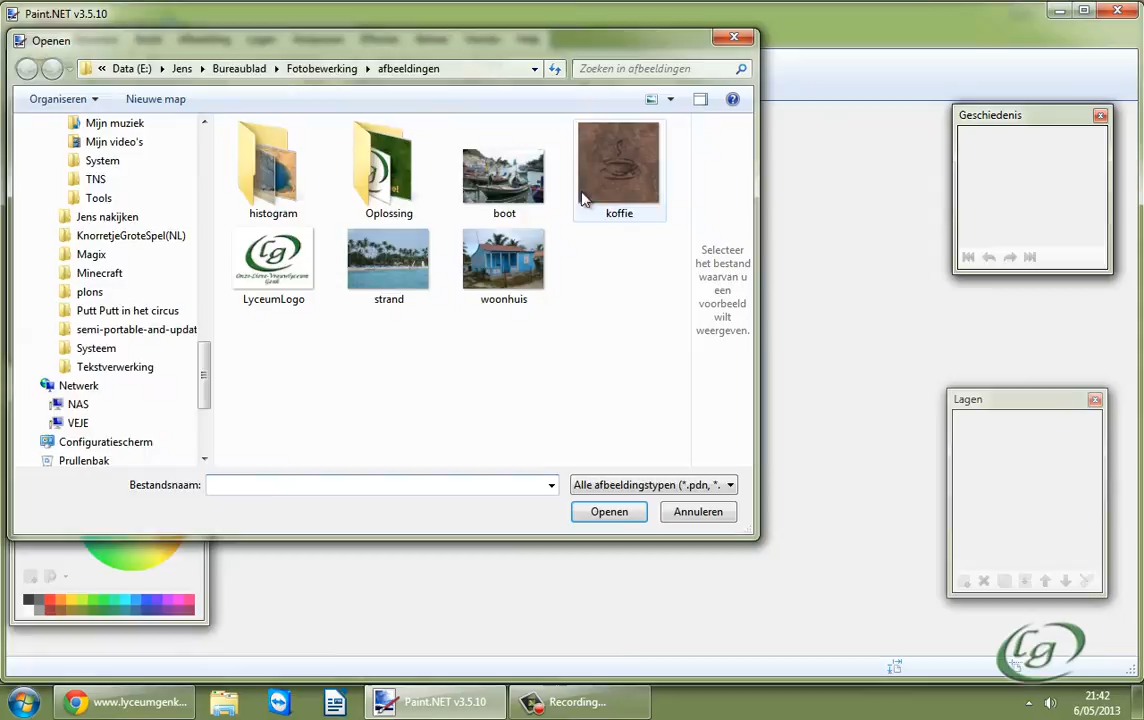 Paint.NET v3.5.10
Openen
« Data (E:) ▸ Jens ▸ Bureaublad ▸ Fotobewerking ▸ afbeeldingen
Zoeken in afbeeldingen
Organiseren
Nieuwe map
Mijn muziek
Mijn video's
System
TNS
Tools
Jens nakijken
KnorretjeGroteSpel(NL)
Magix
Minecraft
plons
Putt Putt in het circus
semi-portable-and-updat
Systeem
Tekstverwerking
Netwerk
NAS
VEJE
Configuratiescherm
Prullenbak
histogram
Oplossing
boot
koffie
LyceumLogo
strand
woonhuis
Selecteer
het bestand
waarvan u
een
voorbeeld
wilt
weergeven.
Bestandsnaam:
Alle afbeeldingstypen (*.pdn, *.
Openen
Annuleren
Geschiedenis
Lagen
Lg
www.lyceumgenk...
Paint.NET v3.5.10
Recording...
21:42
6/05/2013